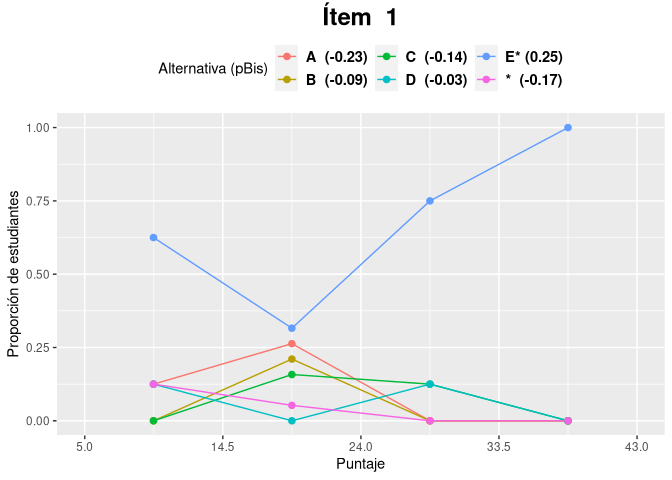 Ítem 1
Alternativa (pBis)
A (-0.23) C (-0.14) E* (0.25)
B (-0.09) D (-0.03) * (-0.17)
1.00
0.75
0.50
0.25
0.00
Proporción de estudiantes
5.0 14.5 24.0 33.5 43.0
Puntaje